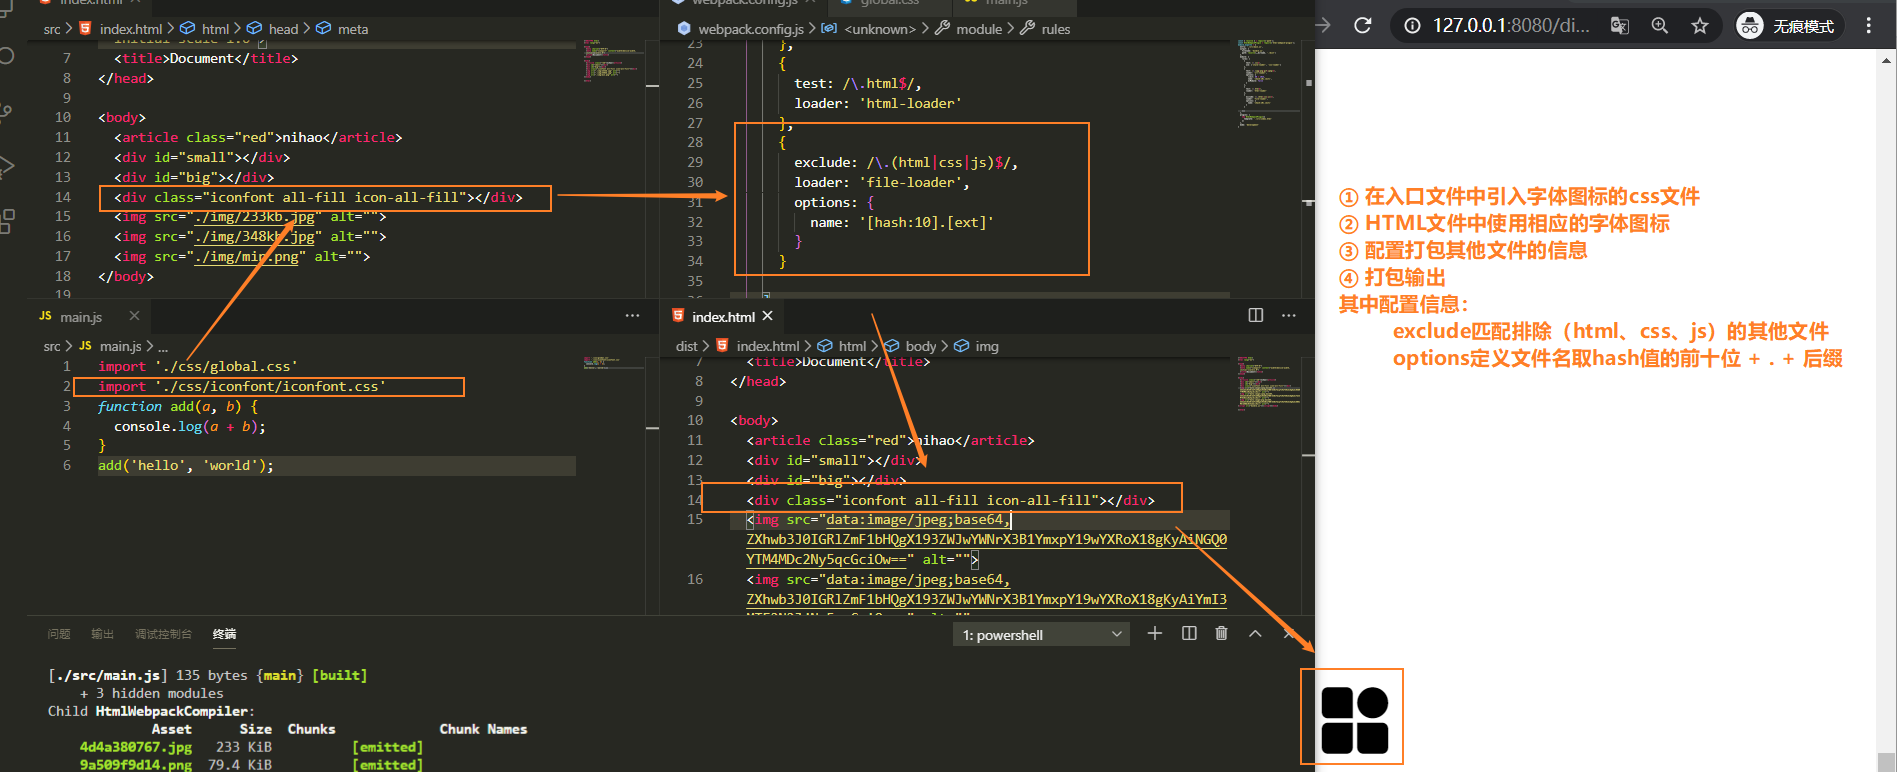 index.html
src > index.html > html > head > meta
7 <title>Document</title>
8 </head>
9
10 <body>
11 <article class="red">nihao</article>
12 <div id="small"></div>
13 <div id="big"></div>
14 <div class="iconfont all-fill icon-all-fill"></div>
15 <img src="./img/233kb.jpg" alt="">
16 <img src="./img/348kb.jpg" alt="">
17 <img src="./img/min.png" alt="">
18 </body>
19
webpack.config.js global.css main.js
webpack.config.js > <unknown> > module > rules
23 },
24 {
25 test: /\.html$/,
26 loader: 'html-loader'
27 },
28 {
29 exclude: /\.(html|css|js)$/,
30 loader: 'file-loader',
31 options: {
32 name: '[hash:10].[ext]'
33 }
34 }
35
JS main.js
src > JS main.js > ...
1 import './css/global.css'
2 import './css/iconfont/iconfont.css'
3 function add(a, b) {
4 console.log(a + b);
5 }
6 add('hello', 'world');
index.html
dist > index.html > html > body > img
7 <title>Document</title>
8 </head>
9
10 <body>
11 <article class="red">nihao</article>
12 <div id="small"></div>
13 <div id="big"></div>
14 <div class="iconfont all-fill icon-all-fill"></div>
15 <img src="data:image/jpeg;base64,
ZXhwb3J0IGRlZmF1bHQgX193ZWJwYWNrX3B1YmxpY19wYXRoX18gKyAiNGQ0
YTM4MDc2Ny5qcGciOw==" alt="">
16 <img src="data:image/jpeg;base64,
ZXhwb3J0IGRlZmF1bHQgX193ZWJwYWNrX3B1YmxpY19wYXRoX18gKyAiYmI3
问题 输出 调试控制台 终端
1: powershell
[./src/main.js] 135 bytes {main} [built]
+ 3 hidden modules
Child HtmlWebpackCompiler:
Asset Size Chunks Chunk Names
4d4a380767.jpg 233 KiB [emitted]
9a509f9d14.png 79.4 KiB [emitted]
127.0.0.1:8080/di... 无痕模式
① 在入口文件中引入字体图标的css文件
② HTML文件中使用相应的字体图标
③ 配置打包其他文件的信息
④ 打包输出
其中配置信息：
exclude匹配排除（html、css、js）的其他文件
options定义文件名取hash值的前十位 + . + 后缀